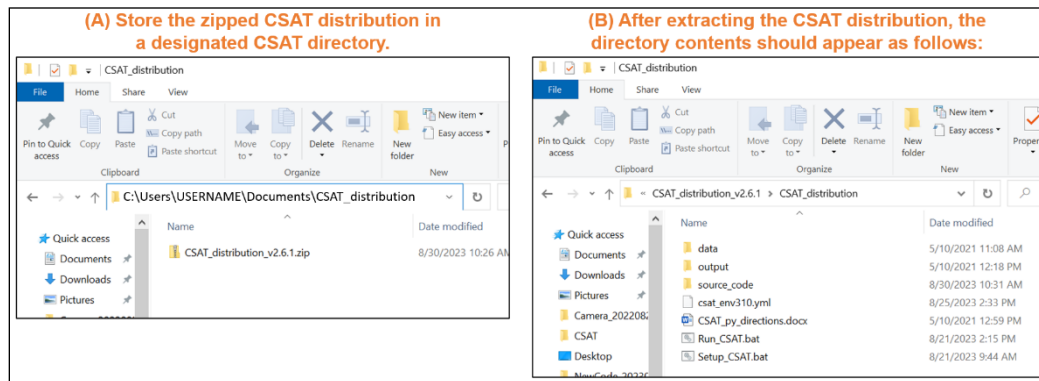 (A) Store the zipped CSAT distribution in
a designated CSAT directory.
CSAT_distribution
File Home Share View
Pin to Quick access
Copy
Paste
Cut
Copy path
Paste shortcut
Clipboard
Move to
Copy to
Delete
Rename
Organize
New folder
New item
Easy access
New
C:\Users\USERNAME\Documents\CSAT_distribution
Name Date modified
Quick access
Documents
Downloads
Pictures
CSAT_distribution_v2.6.1.zip 8/30/2023 10:26 AM
(B) After extracting the CSAT distribution, the
directory contents should appear as follows:
CSAT_distribution
File Home Share View
Pin to Quick access
Copy
Paste
Cut
Copy path
Paste shortcut
Clipboard
Move to
Copy to
Delete
Rename
Organize
New folder
New item
Easy access
New
Proper
« CSAT_distribution_v2.6.1 > CSAT_distribution
Name Date modified
Quick access
Documents
Downloads
Pictures
Camera_202208
CSAT
Desktop
data 5/10/2021 11:08 AM
output 5/10/2021 12:18 PM
source_code 8/30/2023 10:31 AM
csat_env310.yml 8/25/2023 2:33 PM
CSAT_py_directions.docx 5/10/2021 12:59 PM
Run_CSAT.bat 8/21/2023 2:15 PM
Setup_CSAT.bat 8/21/2023 9:44 AM